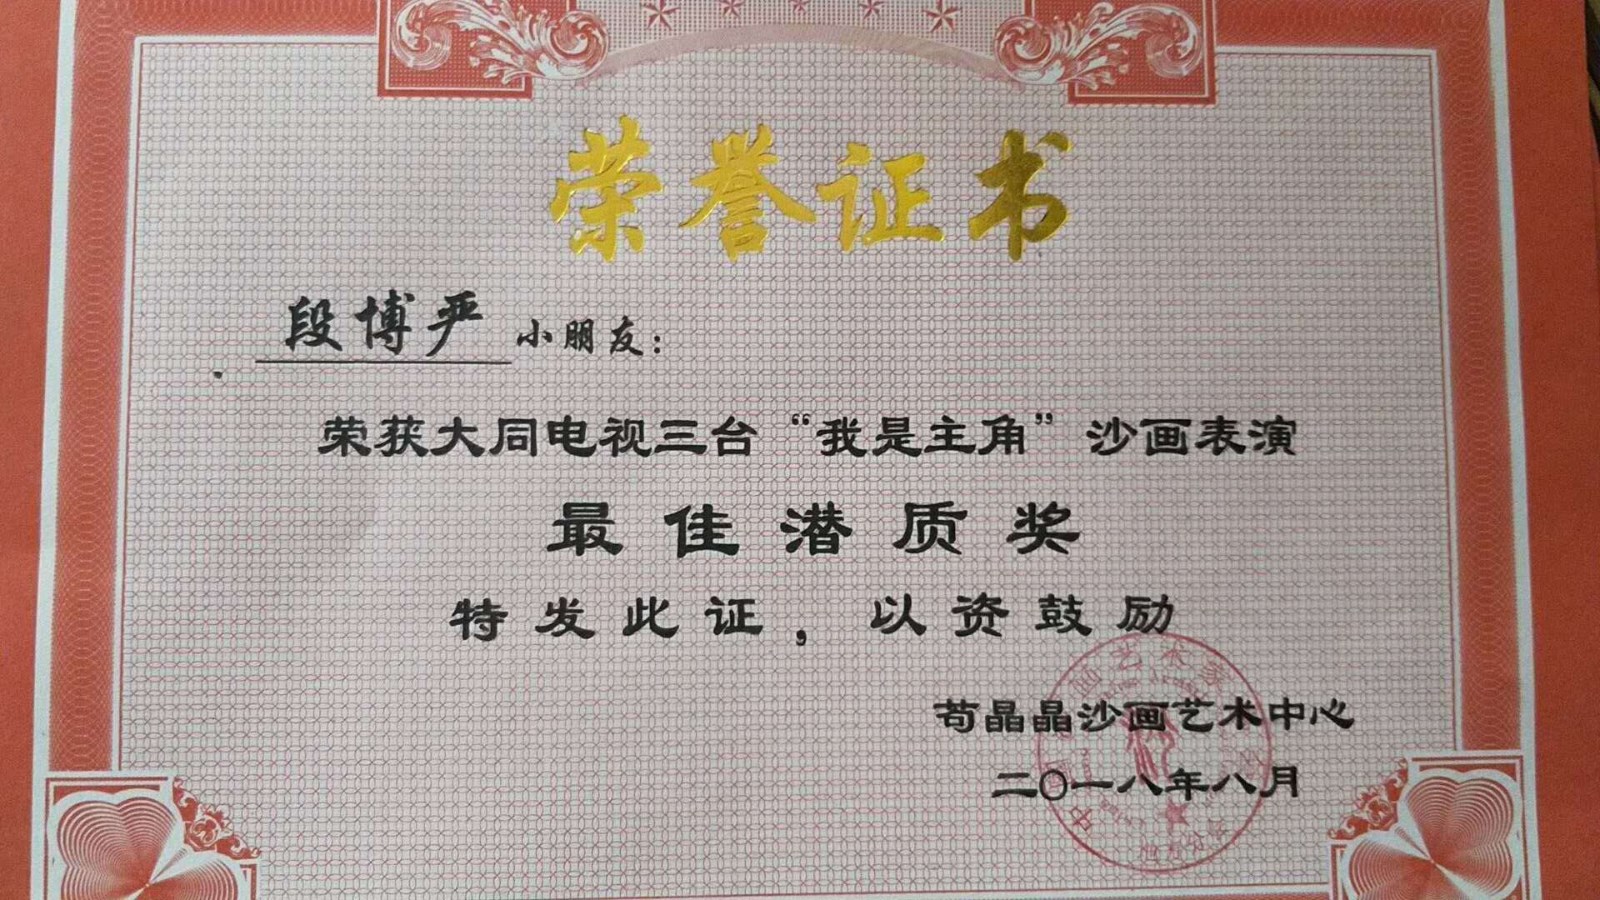 荣誉证书
段博严 小朋友：
荣获大同电视三台“我是主角”沙画表演
最佳潜质奖
特发此证，以资鼓励
苟晶晶沙画艺术中心
二〇一八年八月